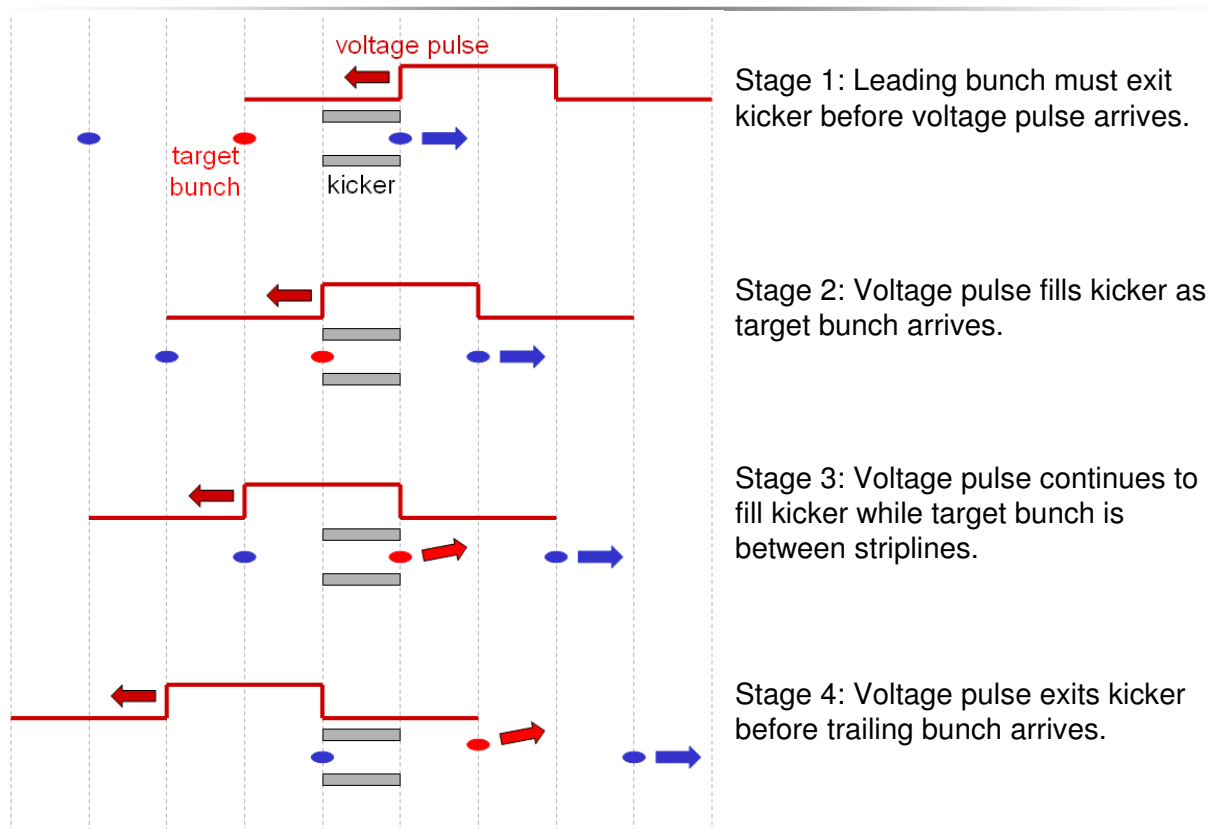 voltage pulse
target
bunch
kicker
Stage 1: Leading bunch must exit
kicker before voltage pulse arrives.
Stage 2: Voltage pulse fills kicker as
target bunch arrives.
Stage 3: Voltage pulse continues to
fill kicker while target bunch is
between striplines.
Stage 4: Voltage pulse exits kicker
before trailing bunch arrives.